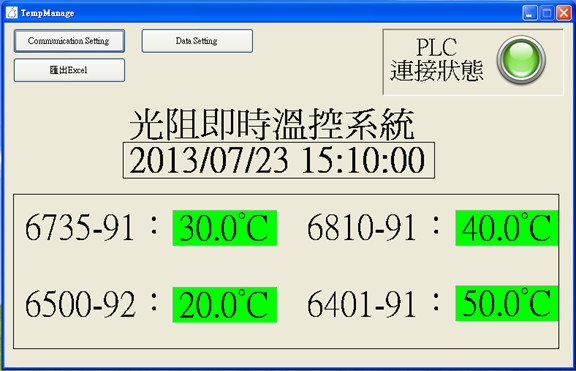 TempManage
Communication Setting
Data Setting
匯出Excel
PLC
連接狀態
光阻即時溫控系統
2013/07/23 15:10:00
6735-91：30.0°C
6810-91：40.0°C
6500-92：20.0°C
6401-91：50.0°C